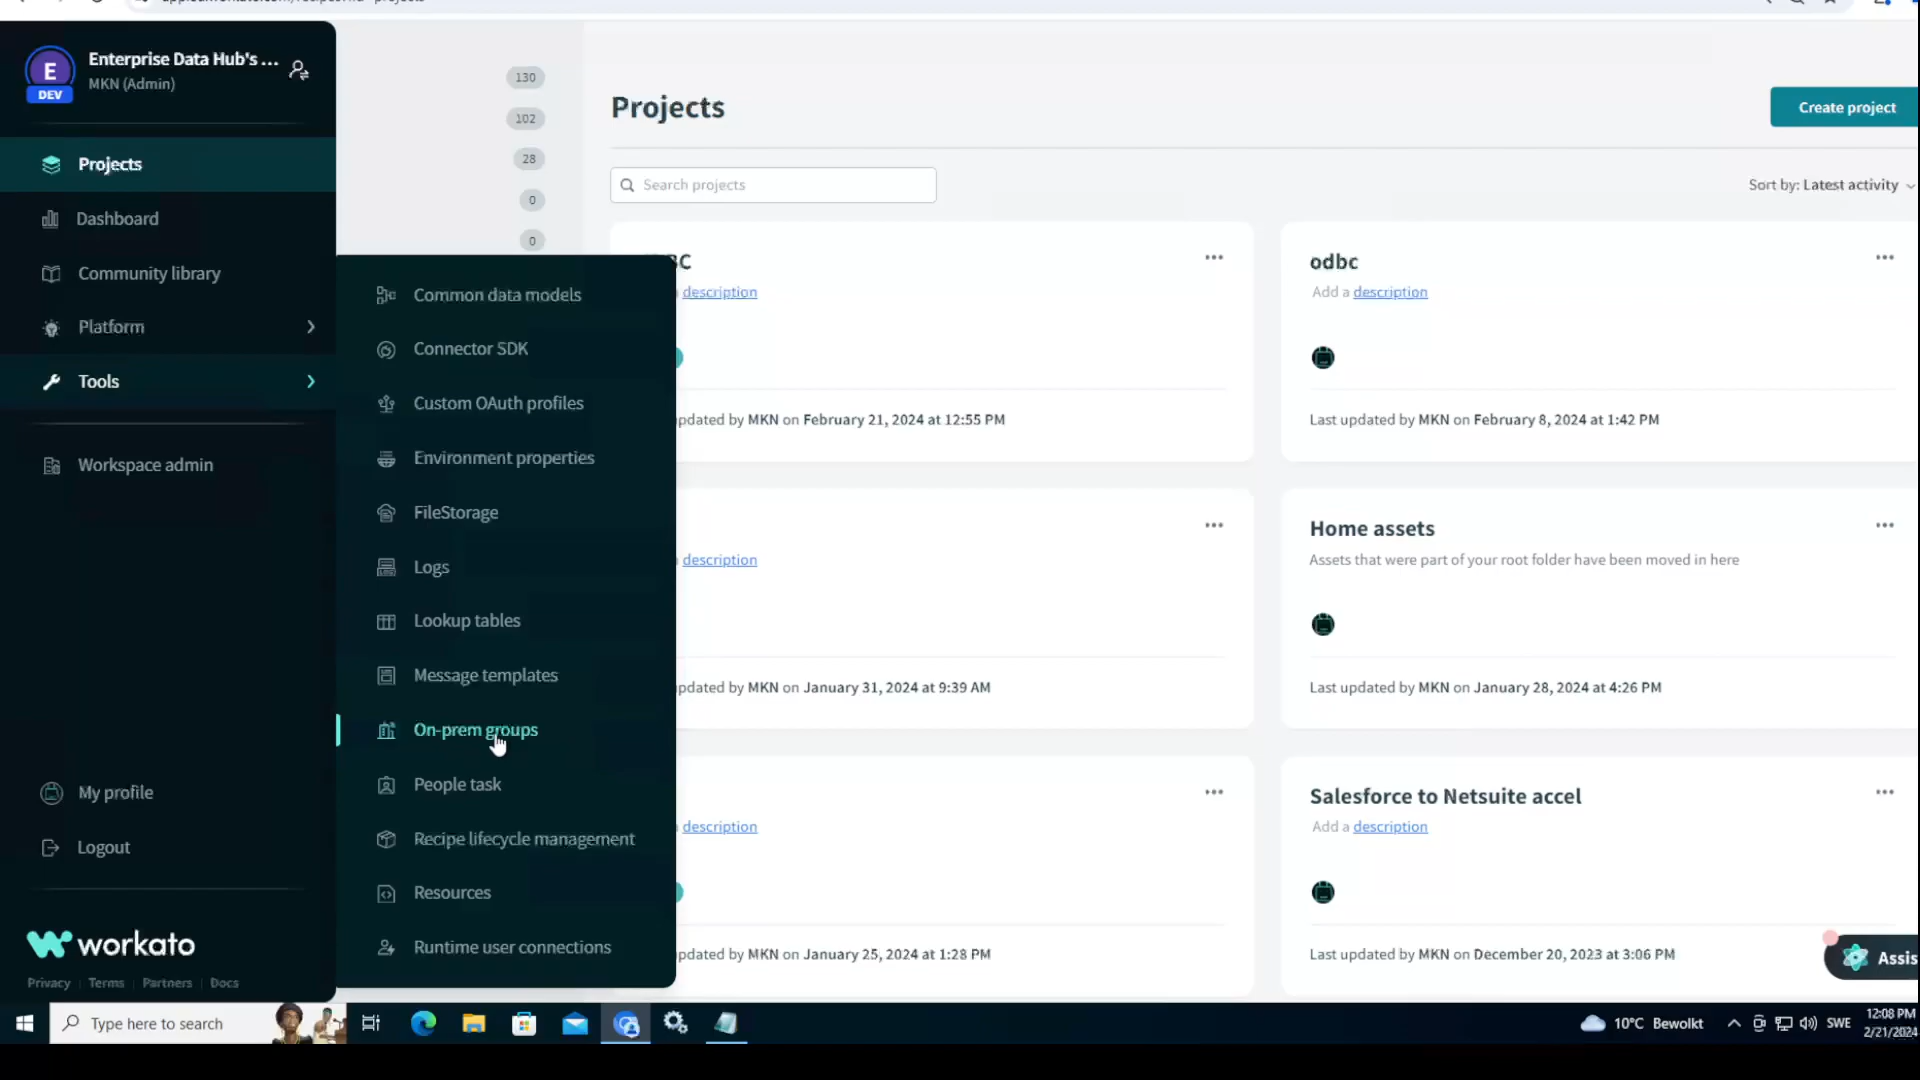 Enterprise Data Hub's ...
E
DEV
MKN (Admin)
Projects
Dashboard
Community library
Platform
Tools
Workspace admin
My profile
Logout
workato
Privacy
Terms
Partners
Docs
130
102
28
0
0
Common data models
Connector SDK
Custom OAuth profiles
Environment properties
FileStorage
Logs
Lookup tables
Message templates
On-prem groups
People task
Recipe lifecycle management
Resources
Runtime user connections
Projects
Create project
Search projects
Sort by: Latest activity
description
MKN on February 21, 2024 at 12:55 PM
odbc
Add a description
Last updated by MKN on February 8, 2024 at 1:42 PM
description
MKN on January 31, 2024 at 9:39 AM
Home assets
Assets that were part of your root folder have been moved in here
Last updated by MKN on January 28, 2024 at 4:26 PM
description
MKN on January 25, 2024 at 1:28 PM
Salesforce to Netsuite accel
Add a description
Last updated by MKN on December 20, 2023 at 3:06 PM
Assis
Type here to search
10°C Bewolkt
SWE
12:08 PM
2/21/2024